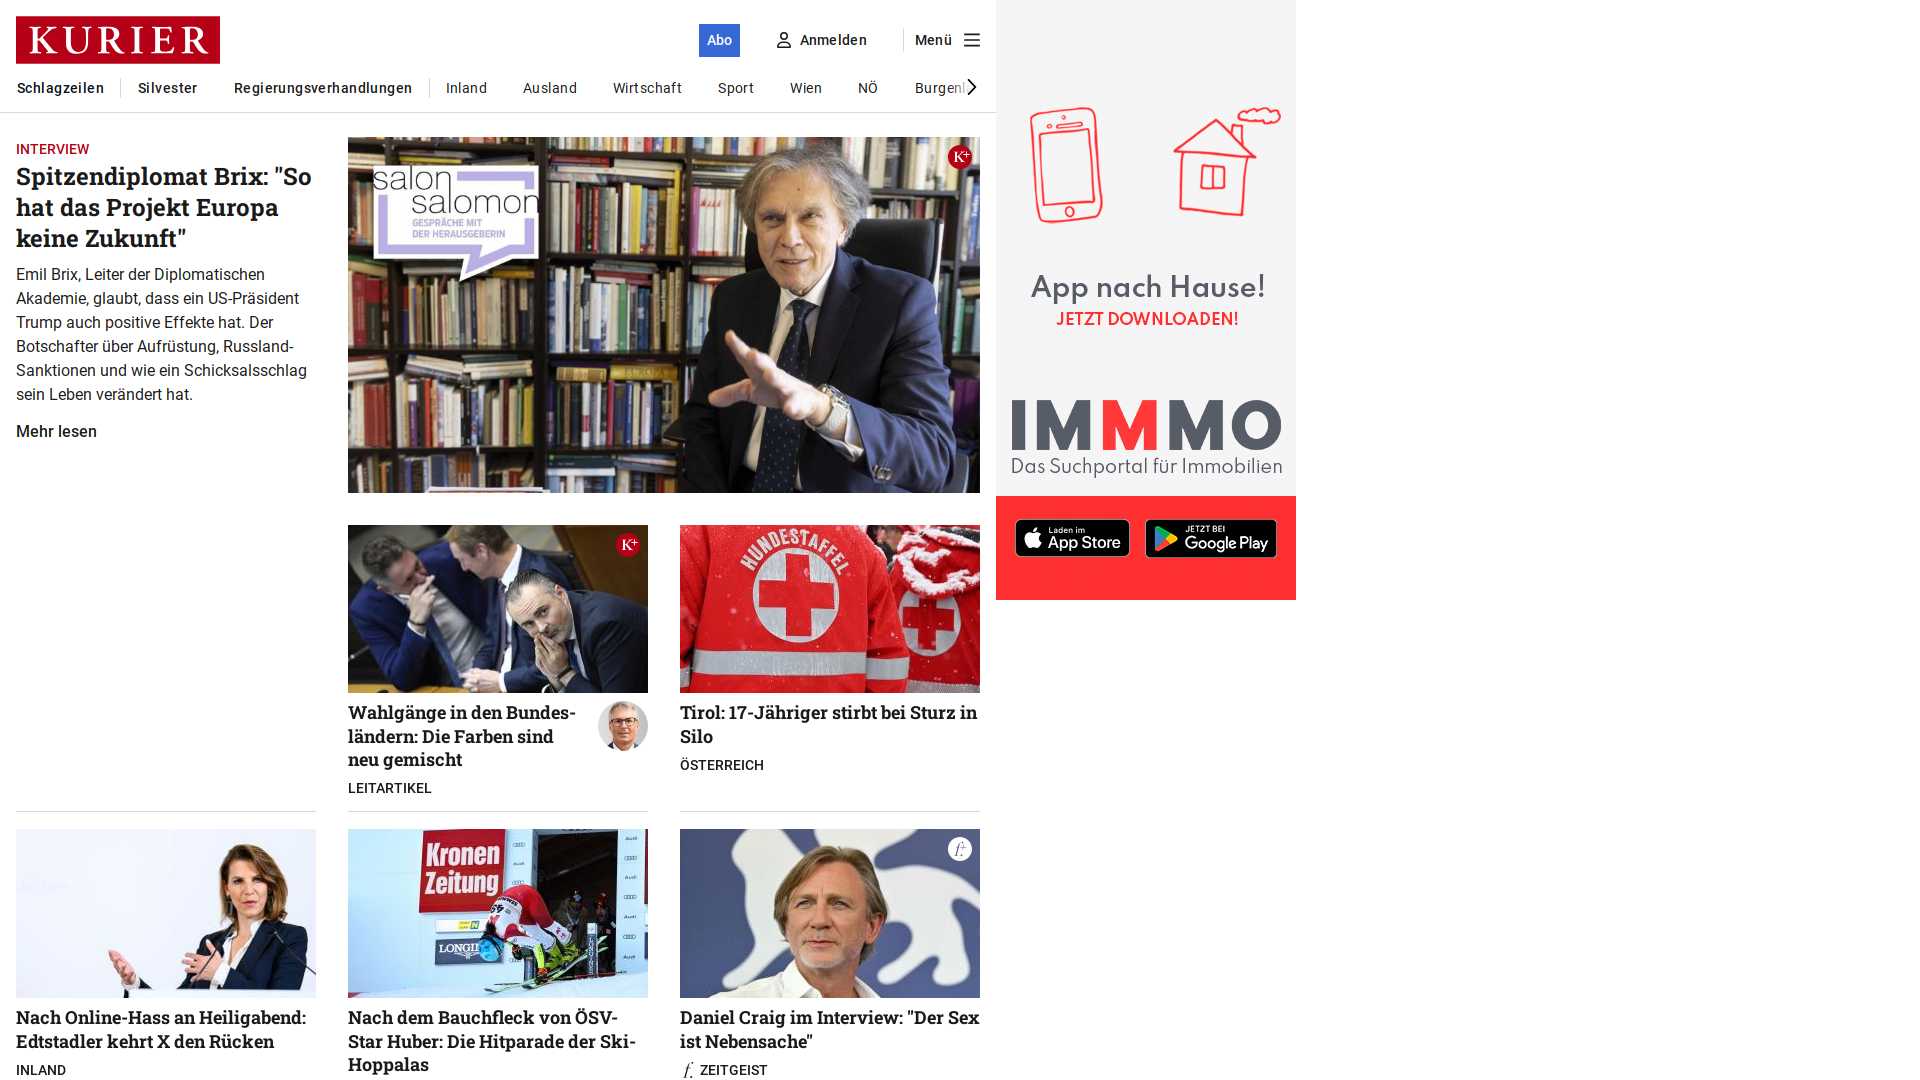 KURIER
Abo
Anmelden
Menü
Schlagzeilen
Silvester
Regierungsverhandlungen
Inland
Ausland
Wirtschaft
Sport
Wien
NÖ
INTERVIEW
Spitzendiplomat Brix: "So
hat das Projekt Europa
keine Zukunft"
Emil Brix, Leiter der Diplomatischen
Akademie, glaubt, dass ein US-Präsident
Trump auch positive Effekte hat. Der
Botschafter über Aufrüstung, Russland-
Sanktionen und wie ein Schicksalsschlag
sein Leben verändert hat.
Mehr lesen
salon
salomon
GESPRÄCHE MIT
DER HERAUSGEBERIN
K+
App nach Hause!
JETZT DOWNLOADEN!
IMMMO
Das Suchportal für Immobilien
Laden im
App Store
JETZT BEI
Google Play
K+
HUNDESTAFFEL
Wahlgänge in den Bundes-
ländern: Die Farben sind
neu gemischt
LEITARTIKEL
Tirol: 17-Jähriger stirbt bei Sturz in
Silo
ÖSTERREICH
Kronen
Zeitung
LONGINES
f+
Nach Online-Hass an Heiligabend:
Edtstadler kehrt X den Rücken
INLAND
Nach dem Bauchfleck von ÖSV-
Star Huber: Die Hitparade der Ski-
Hoppalas
Daniel Craig im Interview: "Der Sex
ist Nebensache"
f. ZEITGEIST